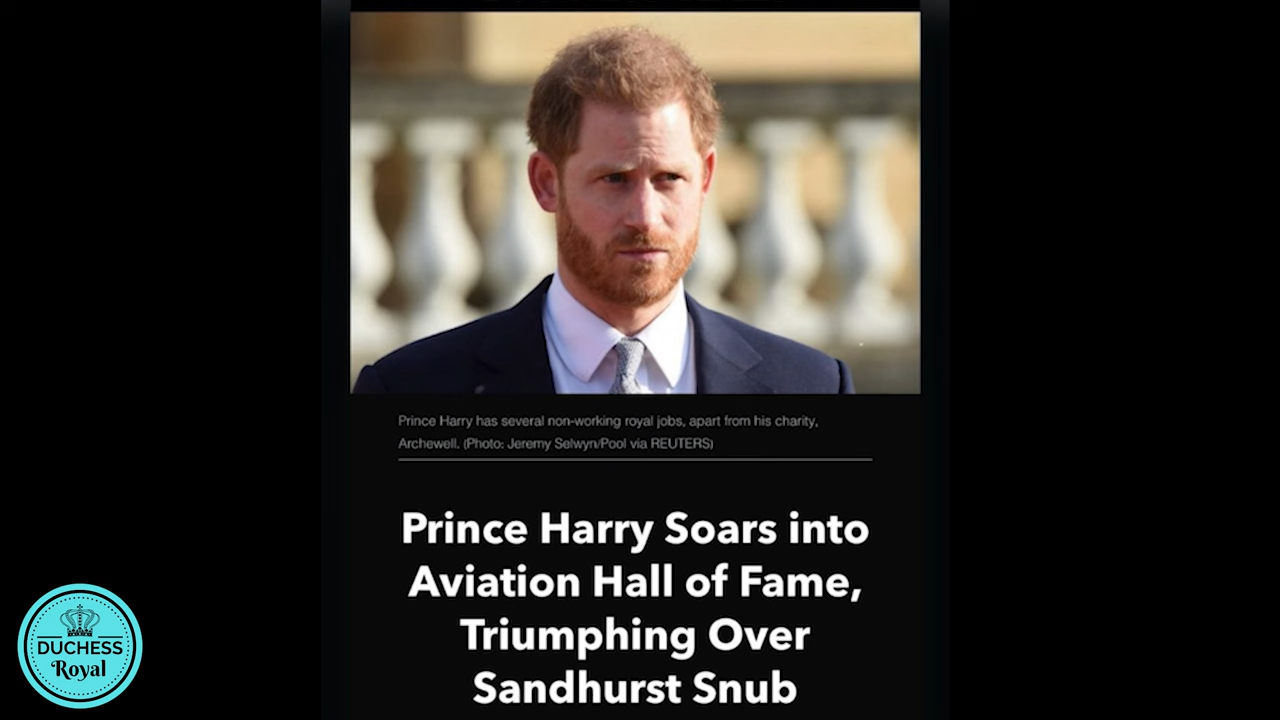 Prince Harry has several non-working royal jobs, apart from his charity,
Archewell. (Photo: Jeremy Selwyn/Pool via REUTERS)
Prince Harry Soars into
Aviation Hall of Fame,
Triumphing Over
Sandhurst Snub
DUCHESS
Royal